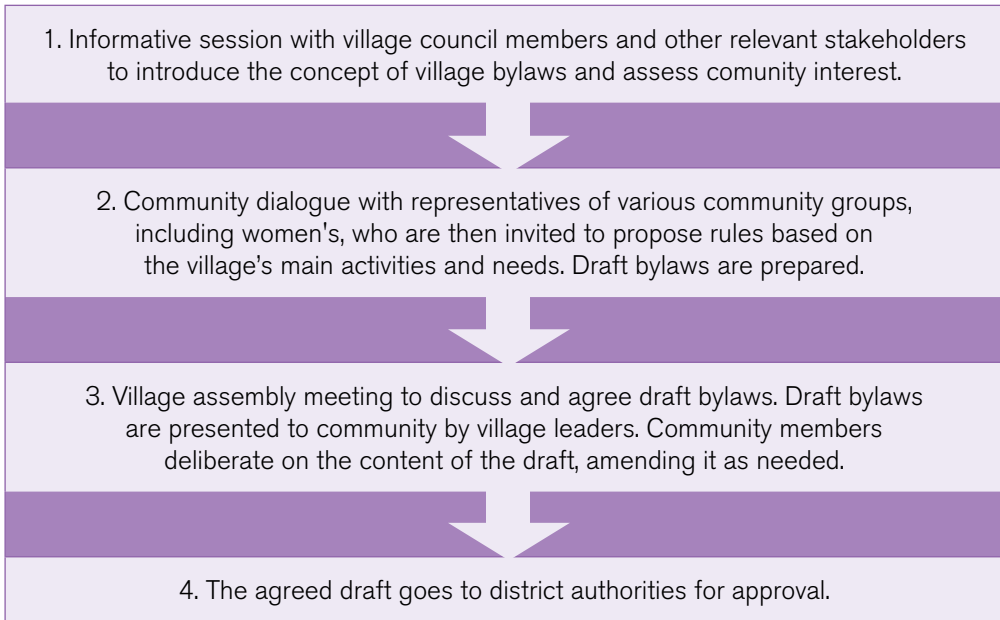 1. Informative session with village council members and other relevant stakeholders
to introduce the concept of village bylaws and assess comunity interest.
2. Community dialogue with representatives of various community groups,
including women's, who are then invited to propose rules based on
the village’s main activities and needs. Draft bylaws are prepared.
3. Village assembly meeting to discuss and agree draft bylaws. Draft bylaws
are presented to community by village leaders. Community members
deliberate on the content of the draft, amending it as needed.
4. The agreed draft goes to district authorities for approval.